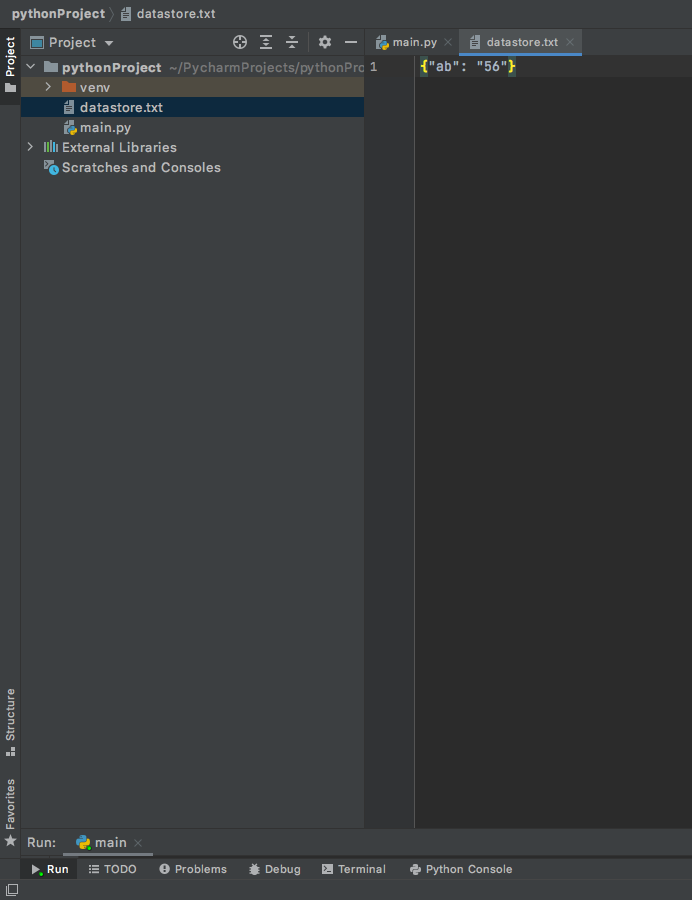 pythonProject datastore.txt
Project
Project
main.py
datastore.txt
pythonProject ~/PycharmProjects/pythonPro
venv
datastore.txt
main.py
External Libraries
Scratches and Consoles
1
{"ab": "56"}
Structure
Favorites
Run: main
Run TODO Problems Debug Terminal Python Console